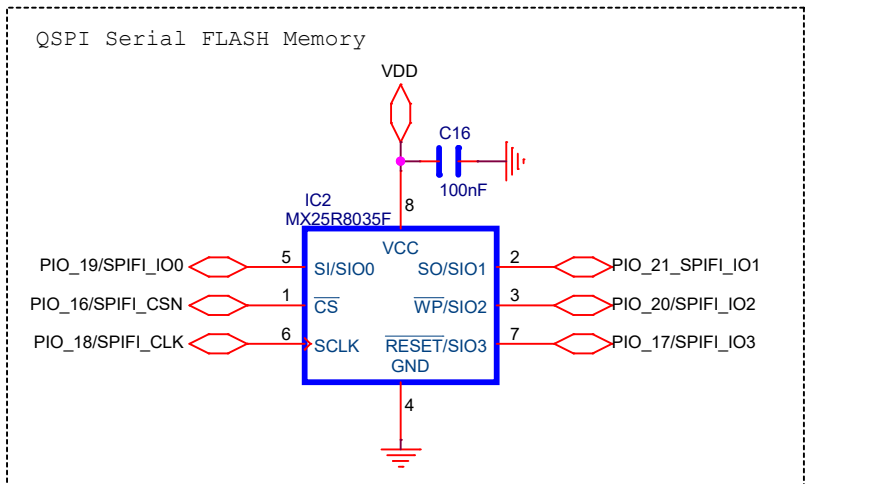 QSPI Serial FLASH Memory
VDD
C16
100nF
IC2
MX25R8035F
8
VCC
PIO_19/SPIFI_IO0 5 SI/SIO0 SO/SIO1 2 PIO_21_SPIFI_IO1
PIO_16/SPIFI_CSN 1 CS WP/SIO2 3 PIO_20/SPIFI_IO2
PIO_18/SPIFI_CLK 6 SCLK RESET/SIO3 7 PIO_17/SPIFI_IO3
GND
4